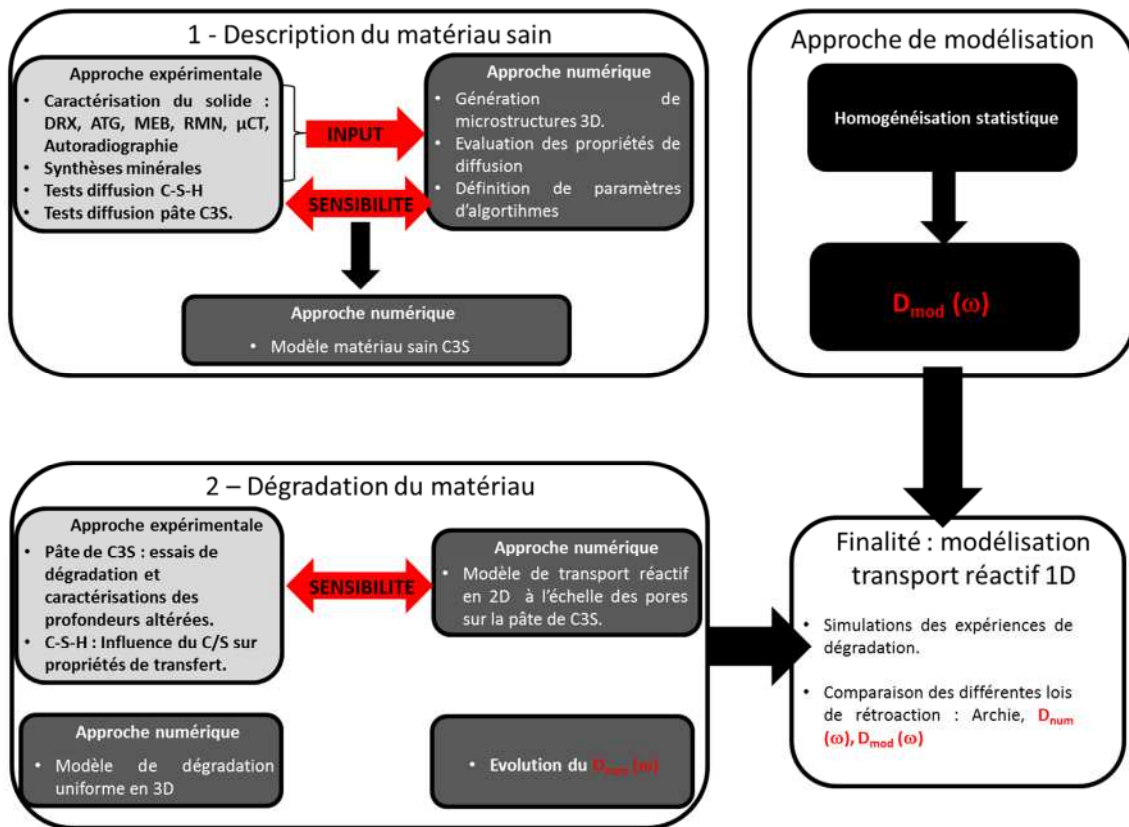 1 - Description du matériau sain
Approche expérimentale
• Caractérisation du solide :
DRX, ATG, MEB, RMN, µCT,
Autoradiographie
• Synthèses minérales
• Tests diffusion C-S-H
• Tests diffusion pâte C3S.
INPUT
SENSIBILITE
Approche numérique
• Génération de
microstructures 3D.
• Evaluation des propriétés de
diffusion
• Définition de paramètres
d'algortihmes
Approche numérique
• Modèle matériau sain C3S
Approche de modélisation
Homogénéisation statistique
Dmod (ω)
2 – Dégradation du matériau
Approche expérimentale
• Pâte de C3S : essais de
dégradation et
caractérisations des
profondeurs altérées.
• C-S-H : Influence du C/S sur
propriétés de transfert.
SENSIBILITE
Approche numérique
• Modèle de transport réactif
en 2D à l'échelle des pores
sur la pâte de C3S.
Approche numérique
• Modèle de dégradation
uniforme en 3D
• Evolution du Dnum (ω)
Finalité : modélisation
transport réactif 1D
• Simulations des expériences de
dégradation.
• Comparaison des différentes lois
de rétroaction : Archie, Dnum
(ω), Dmod (ω)